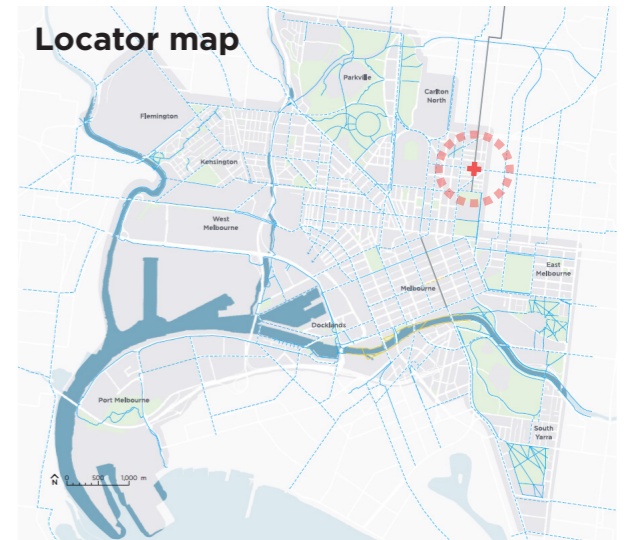 Locator map
Parkville
Carlton
North
Flemington
Kensington
West
Melbourne
East
Melbourne
Melbourne
Docklands
Port Melbourne
South
Yarra
N
0 500 1,000 m